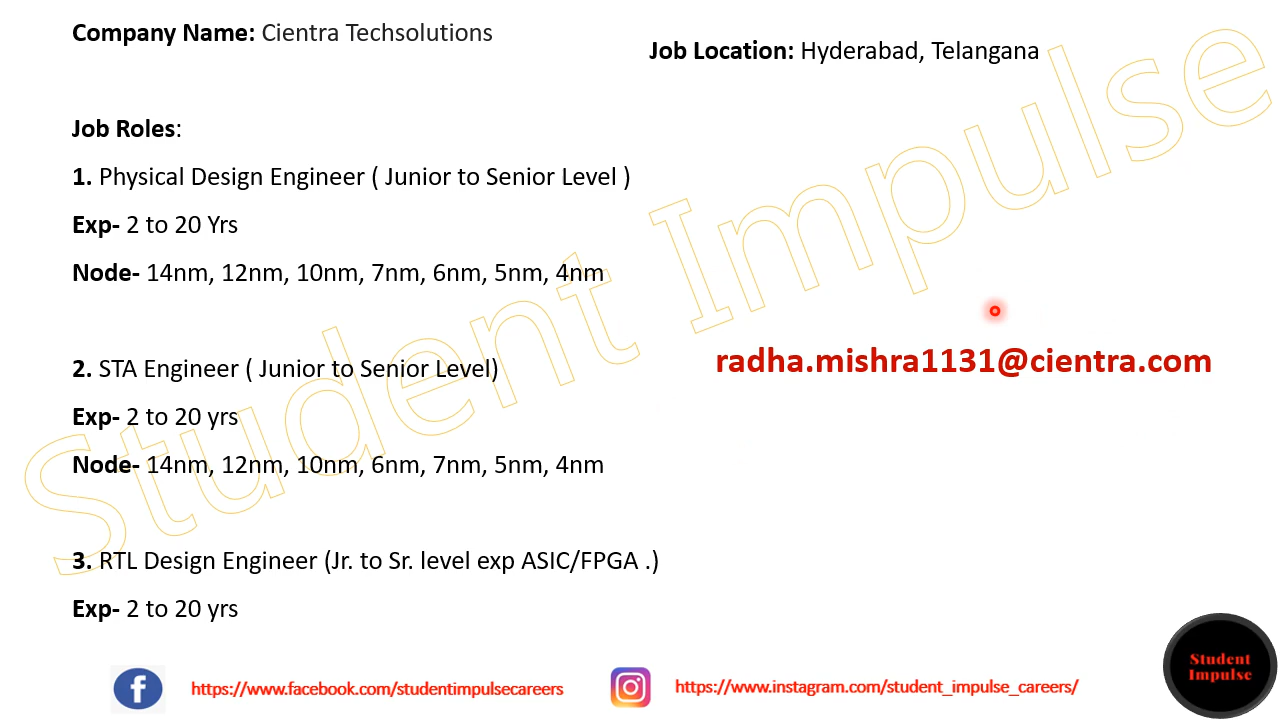 Company Name: Cientra Techsolutions
Job Location: Hyderabad, Telangana
Job Roles:
1. Physical Design Engineer ( Junior to Senior Level )
Exp- 2 to 20 Yrs
Node- 14nm, 12nm, 10nm, 7nm, 6nm, 5nm, 4nm
radha.mishra1131@cientra.com
2. STA Engineer ( Junior to Senior Level)
Exp- 2 to 20 yrs
Node- 14nm, 12nm, 10nm, 6nm, 7nm, 5nm, 4nm
3. RTL Design Engineer (Jr. to Sr. level exp ASIC/FPGA .)
Exp- 2 to 20 yrs
Student Impulse
https://www.facebook.com/studentimpulsecareers
https://www.instagram.com/student_impulse_careers/
Student
Impulse